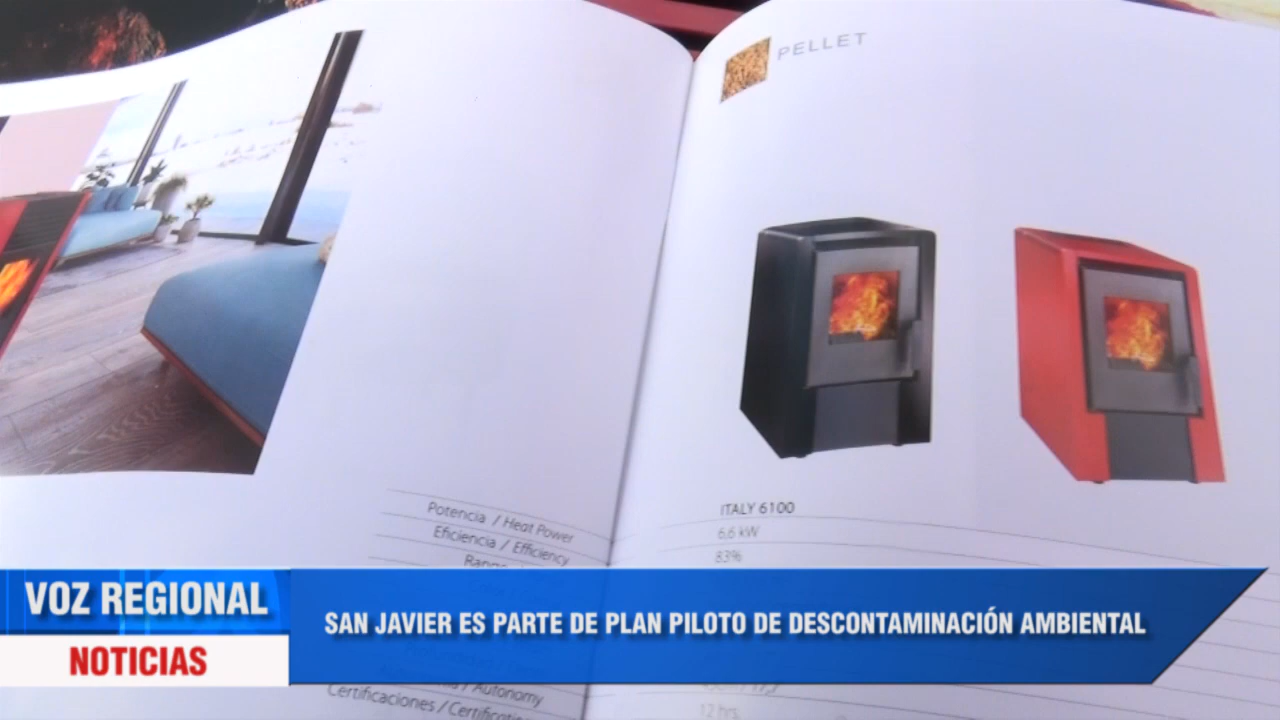 PELLET
Potencia / Heat Power
Eficiencia / Efficiency
ITALY 6100
6,6 kW
83%
VOZ REGIONAL
NOTICIAS
SAN JAVIER ES PARTE DE PLAN PILOTO DE DESCONTAMINACIÓN AMBIENTAL
/ Autonomy
Certificaciones /
12 hrs